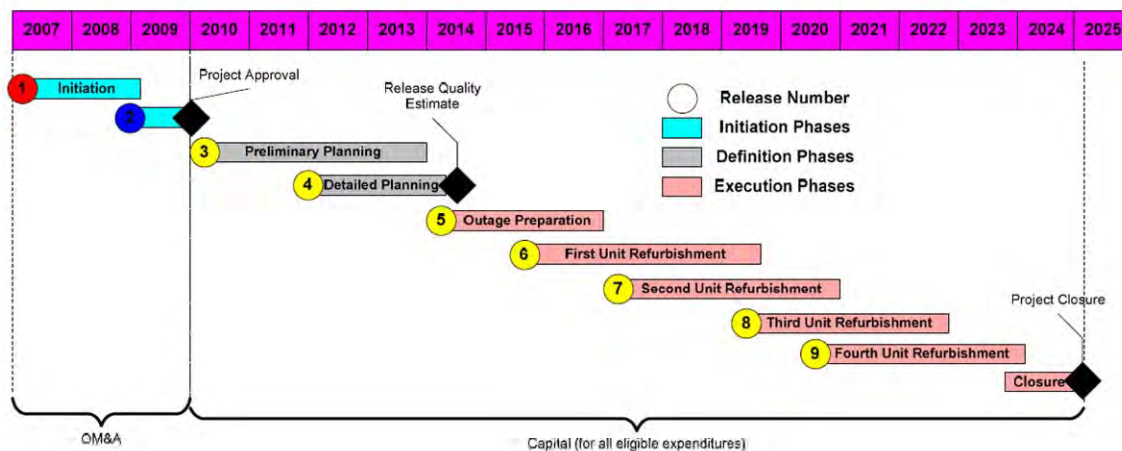 2007 2008 2009 2010 2011 2012 2013 2014 2015 2016 2017 2018 2019 2020 2021 2022 2023 2024 2025
Project Approval
1 Initiation
Release Quality
Estimate
Release Number
2
Initiation Phases
3 Preliminary Planning
Definition Phases
4 Detailed Planning
Execution Phases
5 Outage Preparation
6 First Unit Refurbishment
7 Second Unit Refurbishment
Project Closure
8 Third Unit Refurbishment
9 Fourth Unit Refurbishment
Closure
OM&A
Capital (for all eligible expenditures)